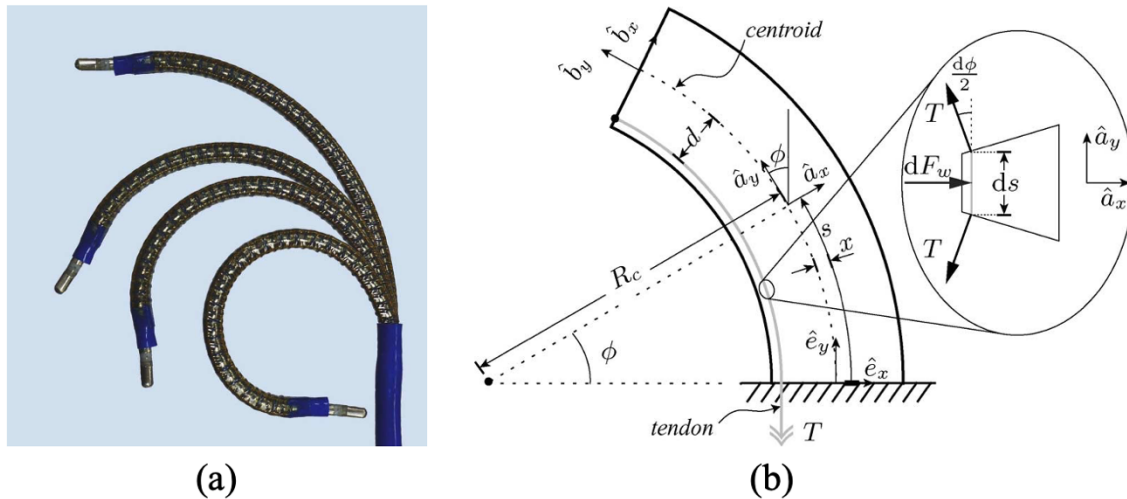 b̂x
centroid
b̂y
d
ϕ
ây
âx
s
x
Rc
ϕ
êy
êx
tendon
T
dϕ/2
T
dFw
ds
T
ây
âx
(a)
(b)